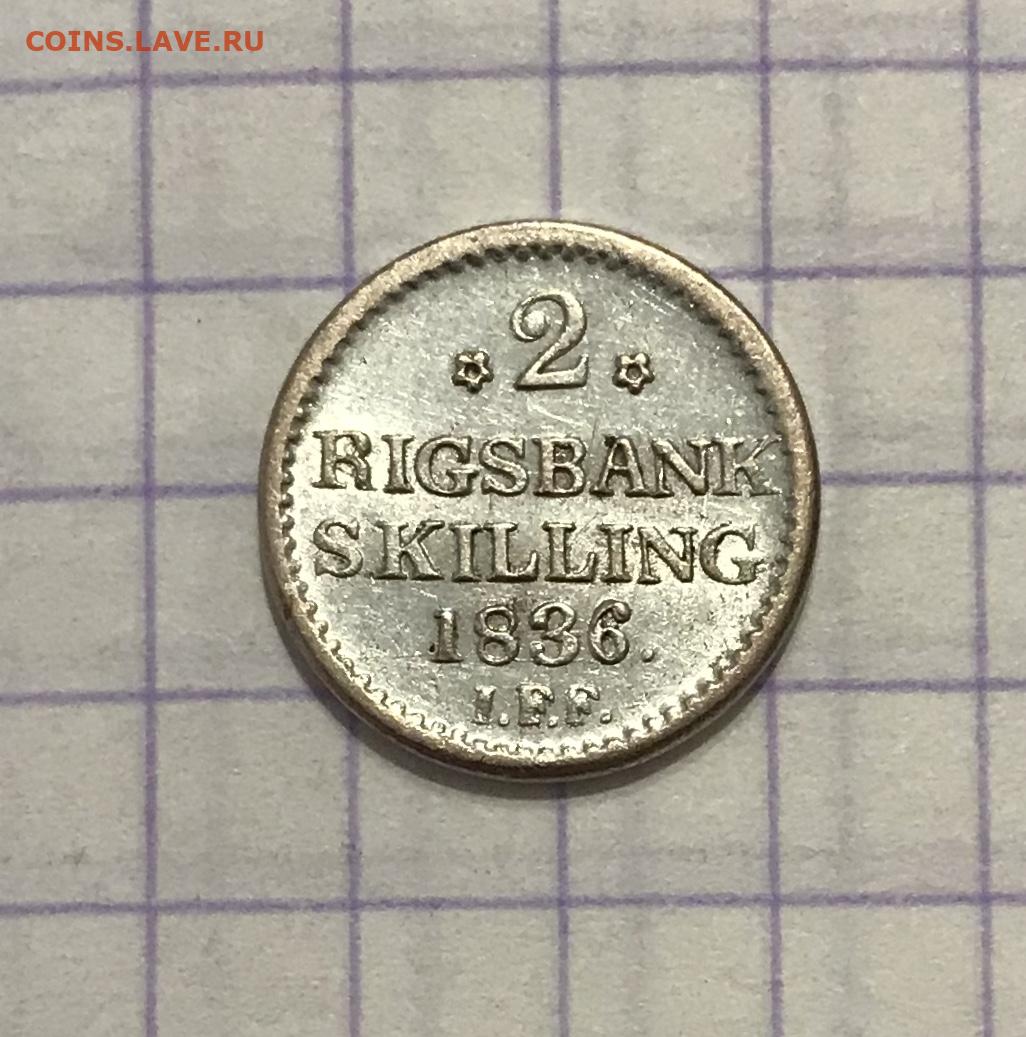 COINS.LAVE.RU
2
RIGSBANK
SKILLING
1836.
I.F.F.